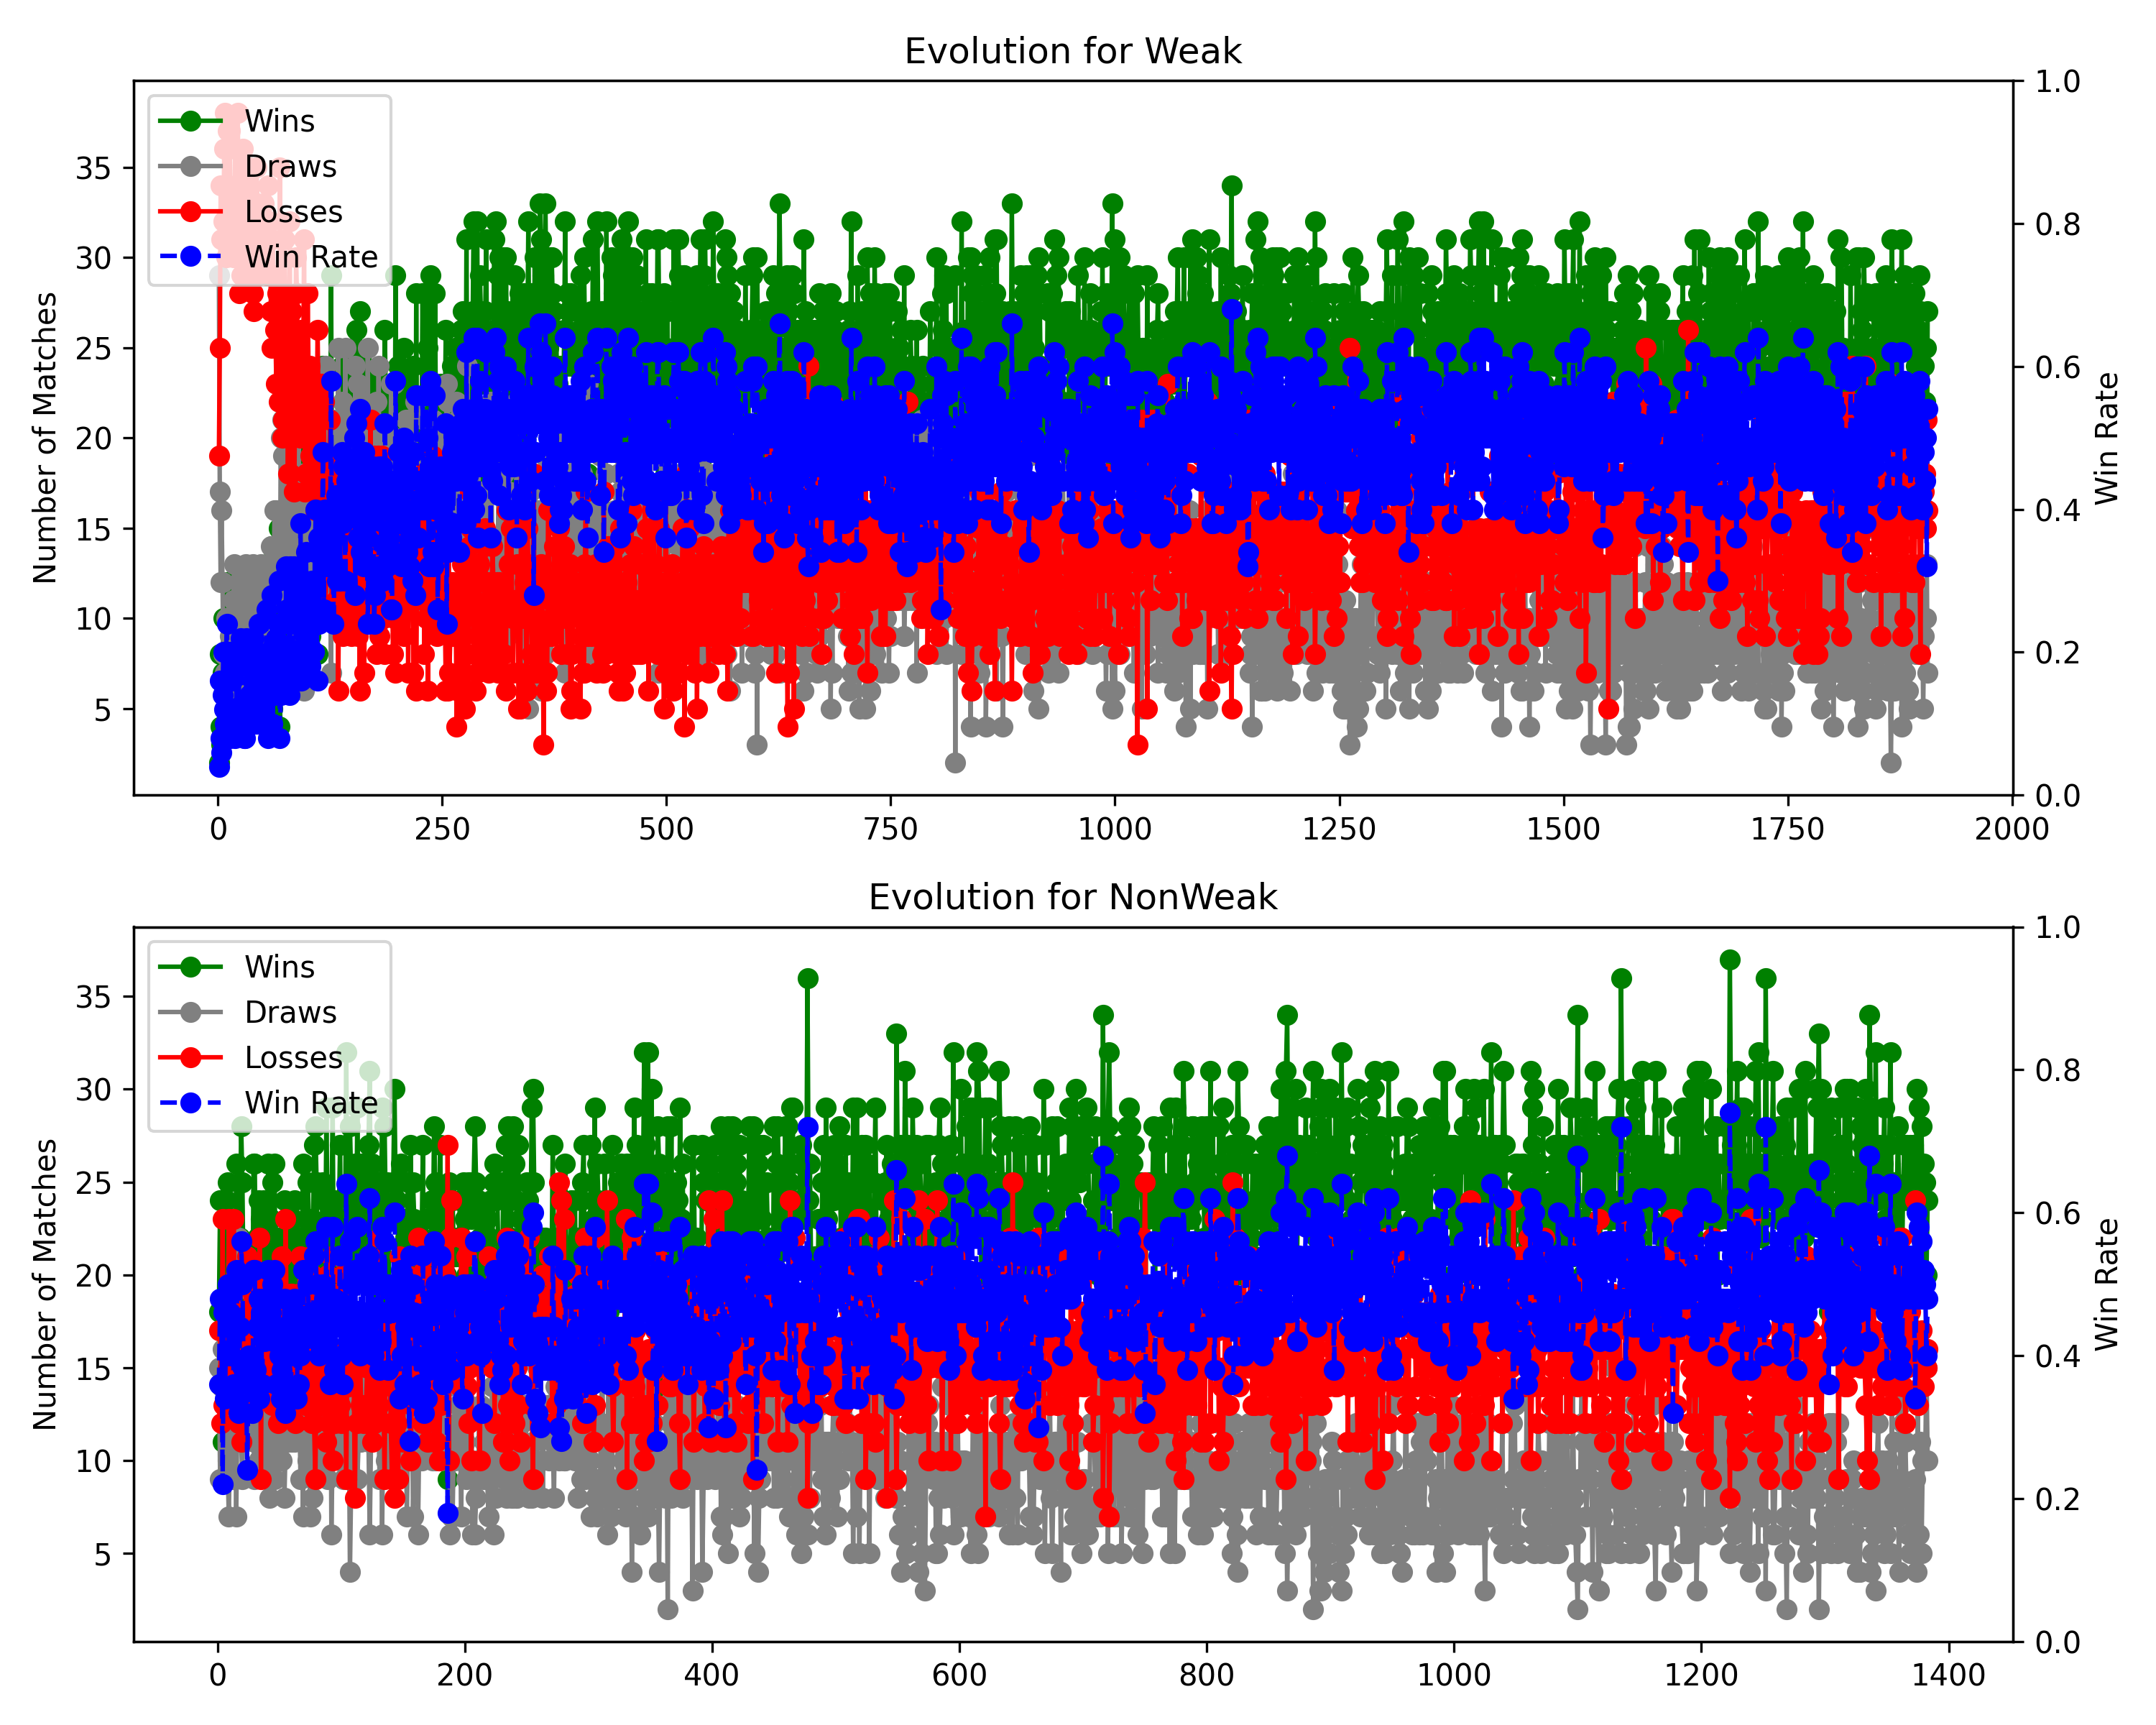 Evolution for Weak
Wins
Draws
Losses
Win Rate
Number of Matches
35
30
25
20
15
10
5
1.0
0.8
0.6
0.4
0.2
0.0
Win Rate
0 250 500 750 1000 1250 1500 1750 2000
Evolution for NonWeak
Wins
Draws
Losses
Win Rate
Number of Matches
35
30
25
20
15
10
5
1.0
0.8
0.6
0.4
0.2
0.0
Win Rate
0 200 400 600 800 1000 1200 1400